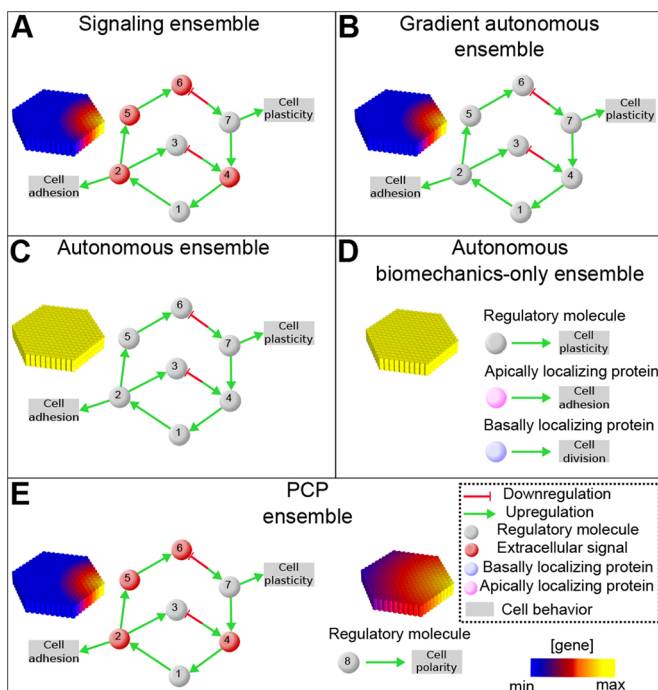 A
Signaling ensemble
6
5
7
Cell
plasticity
3
2
4
Cell
adhesion
1
B
Gradient autonomous
ensemble
6
5
7
Cell
plasticity
3
2
4
Cell
adhesion
1
C
Autonomous ensemble
6
5
7
Cell
plasticity
3
2
4
Cell
adhesion
1
D
Autonomous
biomechanics-only ensemble
Regulatory molecule
Cell
plasticity
Apically localizing protein
Cell
adhesion
Basally localizing protein
Cell
division
E
PCP
ensemble
6
5
7
Cell
plasticity
3
2
4
Cell
adhesion
1
Regulatory molecule
8
Cell
polarity
Downregulation
Upregulation
Regulatory molecule
Extracellular signal
Basally localizing protein
Apically localizing protein
Cell behavior
[gene]
min
max